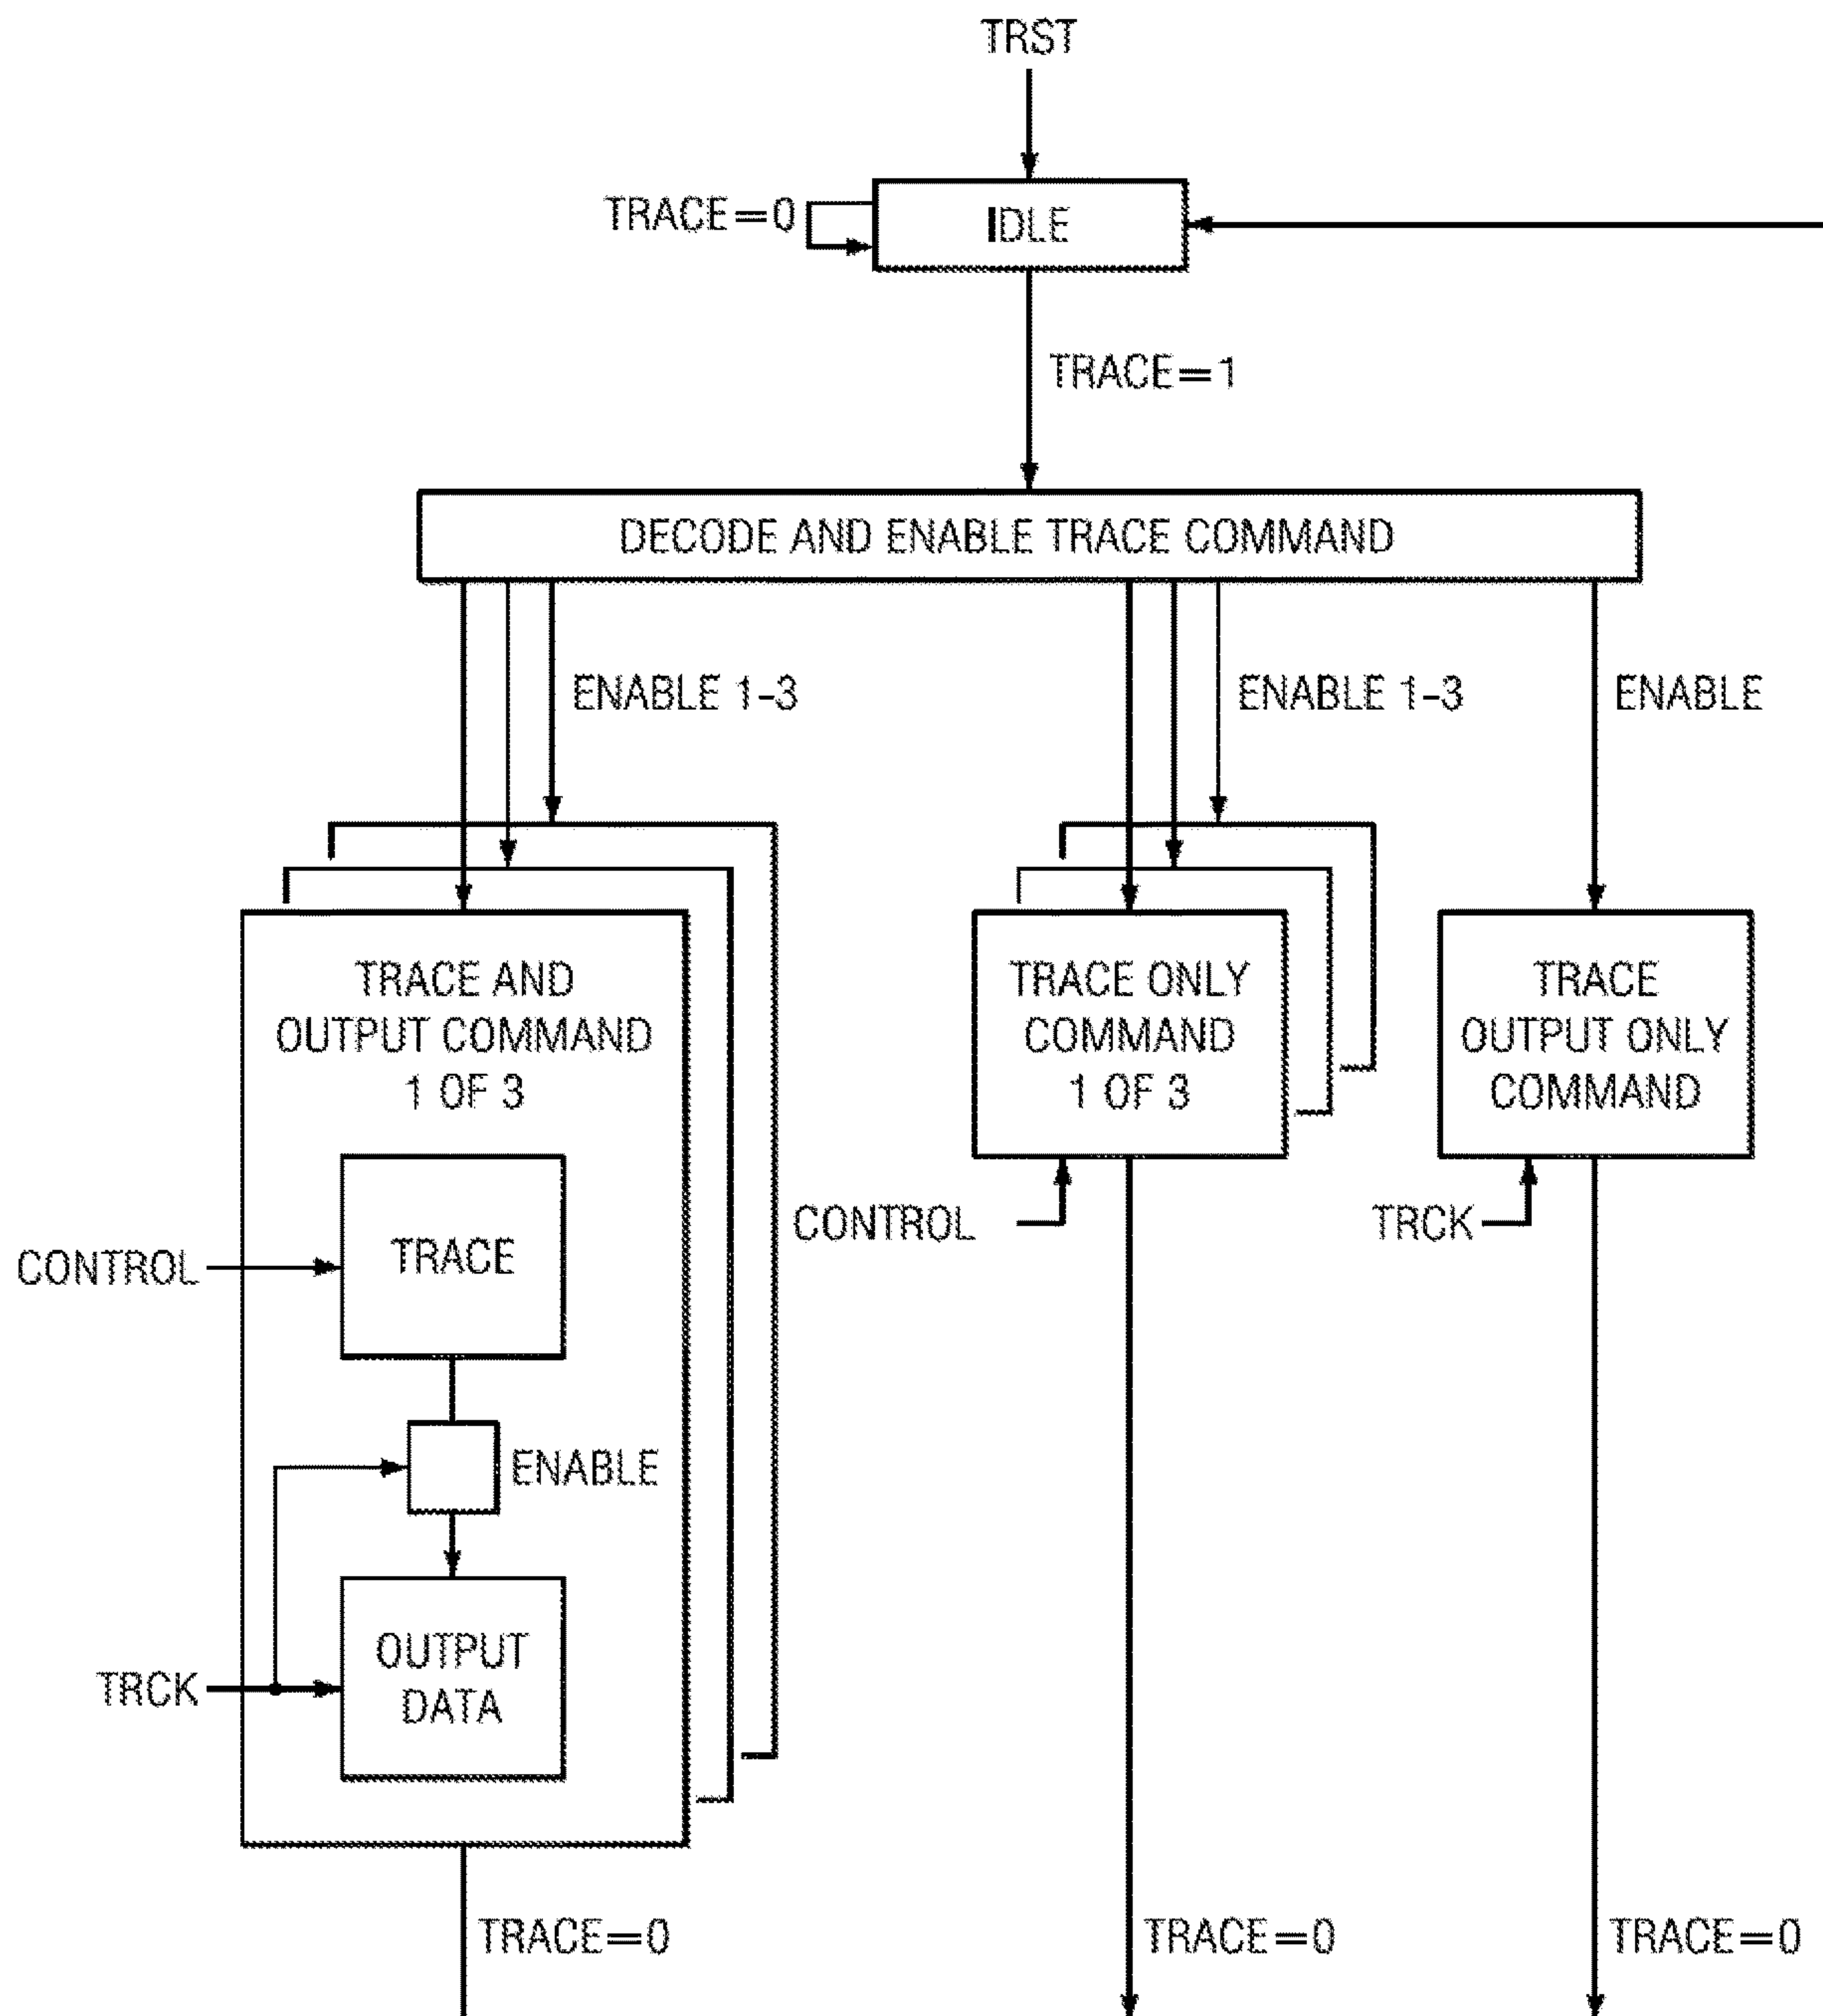 TRST
TRACE=0
IDLE
TRACE=1
DECODE AND ENABLE TRACE COMMAND
ENABLE 1-3
ENABLE 1-3
ENABLE
TRACE AND
OUTPUT COMMAND
1 OF 3
TRACE ONLY
COMMAND
1 OF 3
TRACE
OUTPUT ONLY
COMMAND
CONTROL
TRCK
CONTROL
TRACE
ENABLE
TRCK
OUTPUT
DATA
TRACE=0
TRACE=0
TRACE=0